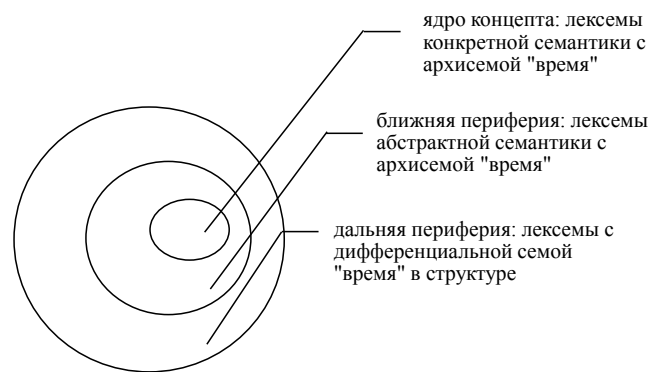 ядро концепта: лексемы
конкретной семантики с
архисемой "время"
ближняя периферия: лексемы
абстрактной семантики с
архисемой "время"
дальняя периферия: лексемы с
дифференциальной семой
"время" в структуре